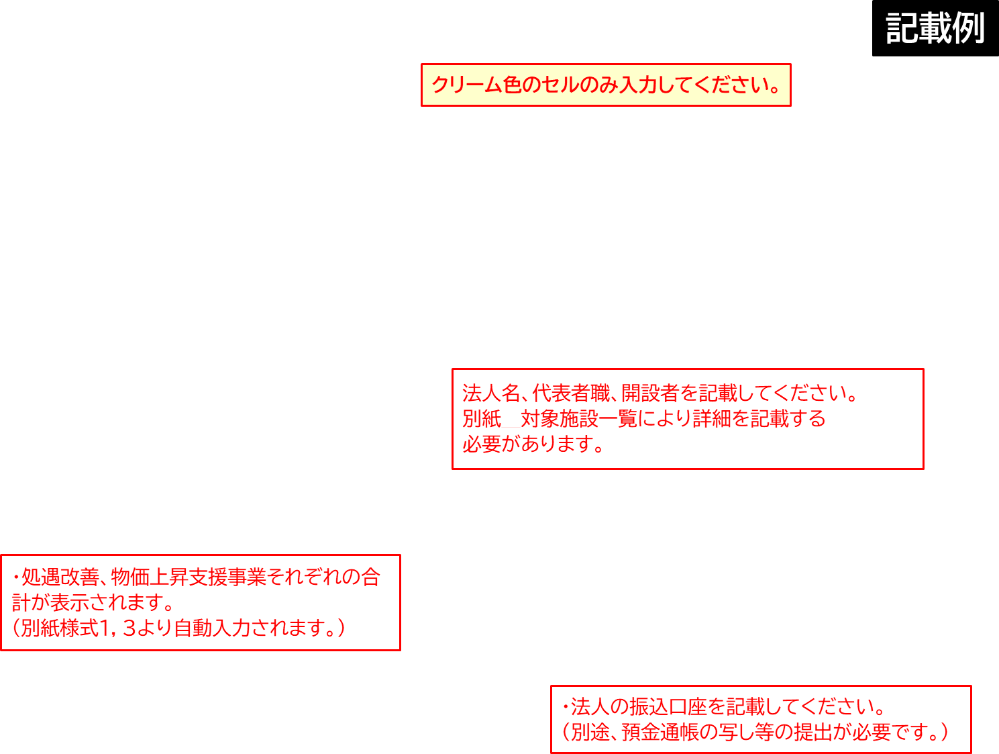 記載例
クリーム色のセルのみ入力してください。
法人名、代表者職、開設者を記載してください。
別紙　対象施設一覧により詳細を記載する
必要があります。
・処遇改善、物価上昇支援事業それぞれの合
計が表示されます。
（別紙様式1，3より自動入力されます。）
・法人の振込口座を記載してください。
（別途、預金通帳の写し等の提出が必要です。）